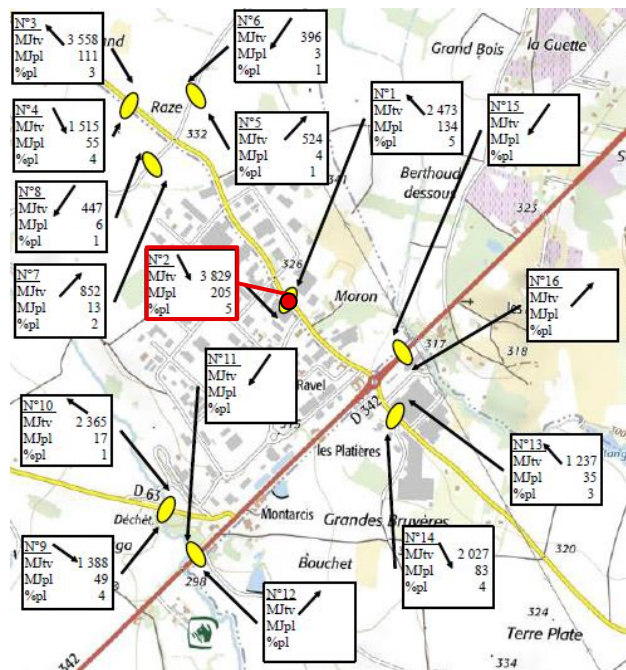 N°3
MJtv 3 558
MJpl 111
%pl 3
N°6
MJtv 396
MJpl 3
%pl 1
Grand Bois
la Guette
N°4
MJtv 1 515
MJpl 55
%pl 4
Raze
332
N°5
MJtv 524
MJpl 4
%pl 1
N°1
MJtv 2 473
MJpl 134
%pl 5
N°15
MJtv
MJpl
%pl
Berthoud
dessous
323
N°8
MJtv 447
MJpl 6
%pl 1
N°2
MJtv 3 829
MJpl 205
%pl 5
326
Moron
N°7
MJtv 852
MJpl 13
%pl 2
N°16
MJtv
MJpl
%pl
317
318
N°11
MJtv
MJpl
%pl
Ravel
D 342
N°10
MJtv 2 365
MJpl 17
%pl 1
les Platières
N°13
MJtv 1 237
MJpl 35
%pl 3
300
D 63
Déchèt.
Montarcis
Grandes Bruyères
N°9
MJtv 1 388
MJpl 49
%pl 4
298
Bouchet
N°14
MJtv 2 027
MJpl 83
%pl 4
320
N°12
MJtv
MJpl
%pl
324
Terre Plate
334
342